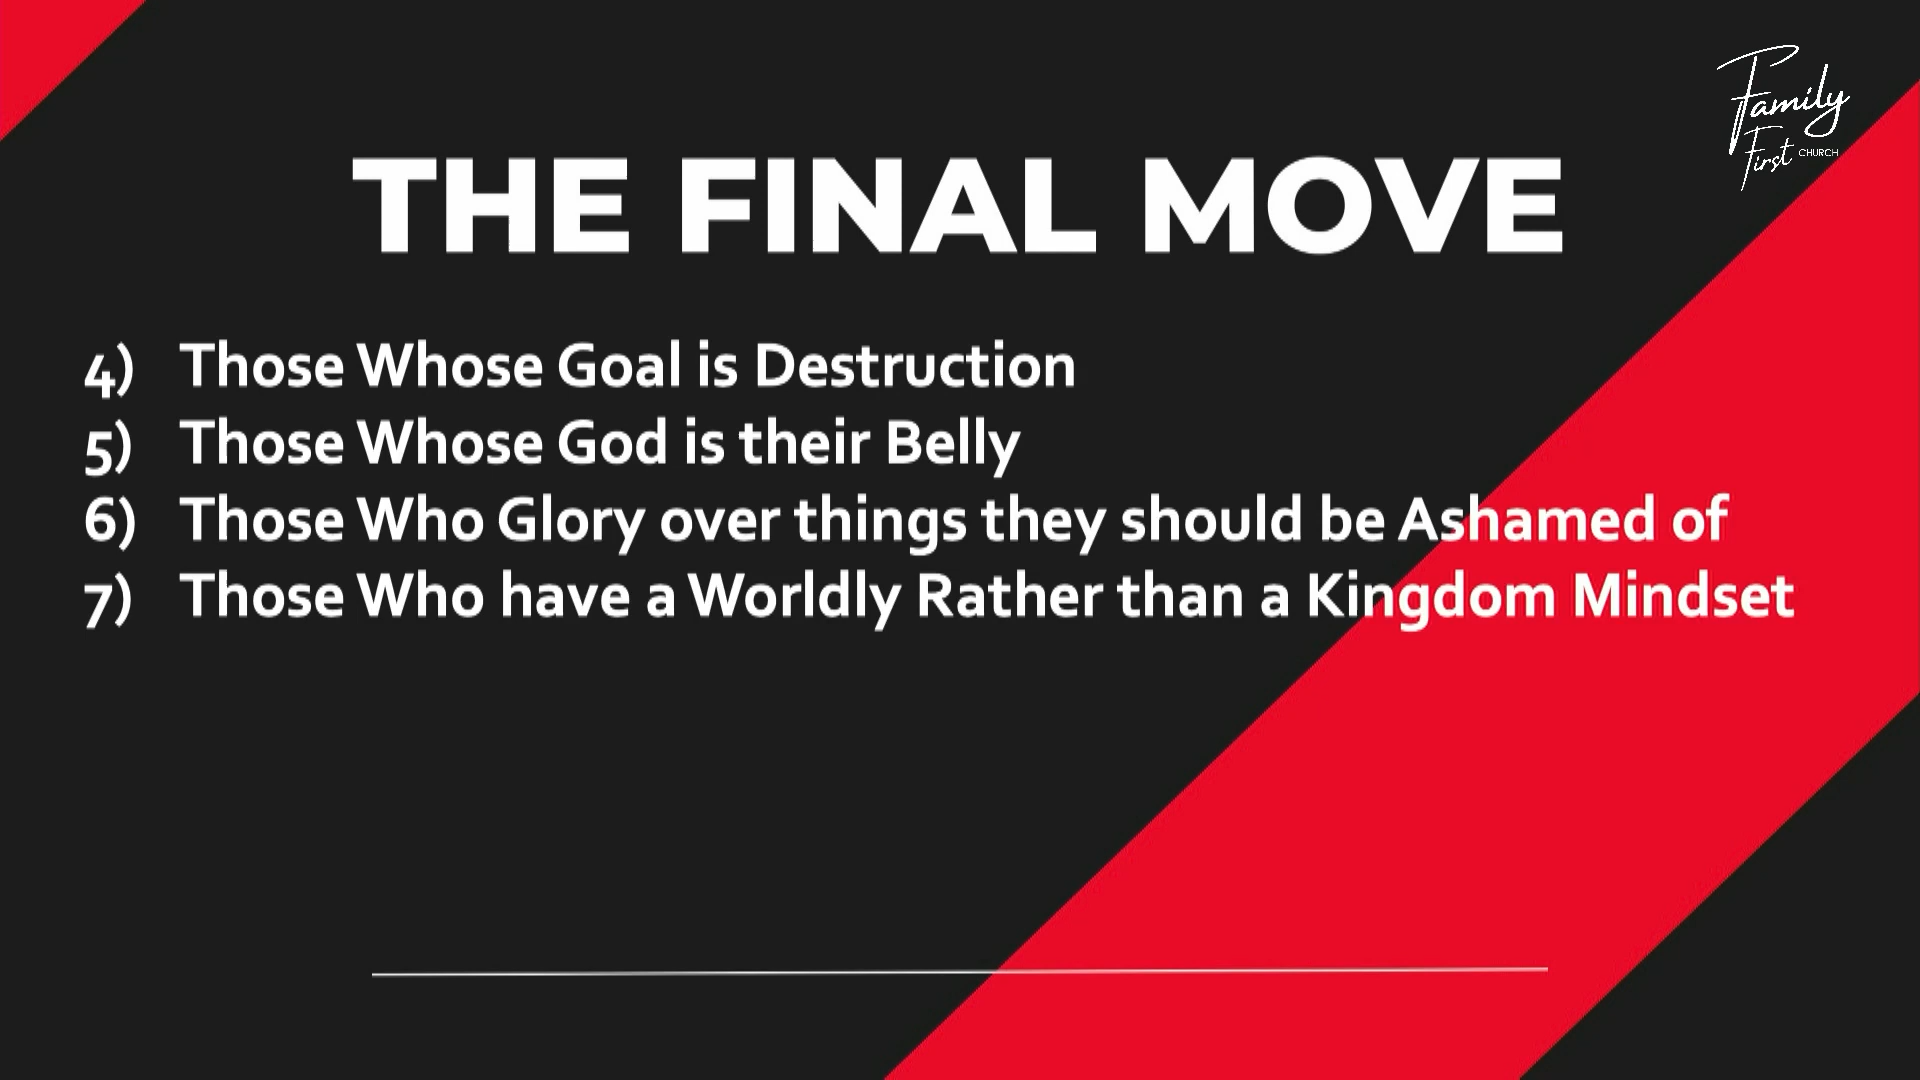 Family
First CHURCH
THE FINAL MOVE
4) Those Whose Goal is Destruction
5) Those Whose God is their Belly
6) Those Who Glory over things they should be Ashamed of
7) Those Who have a Worldly Rather than a Kingdom Mindset